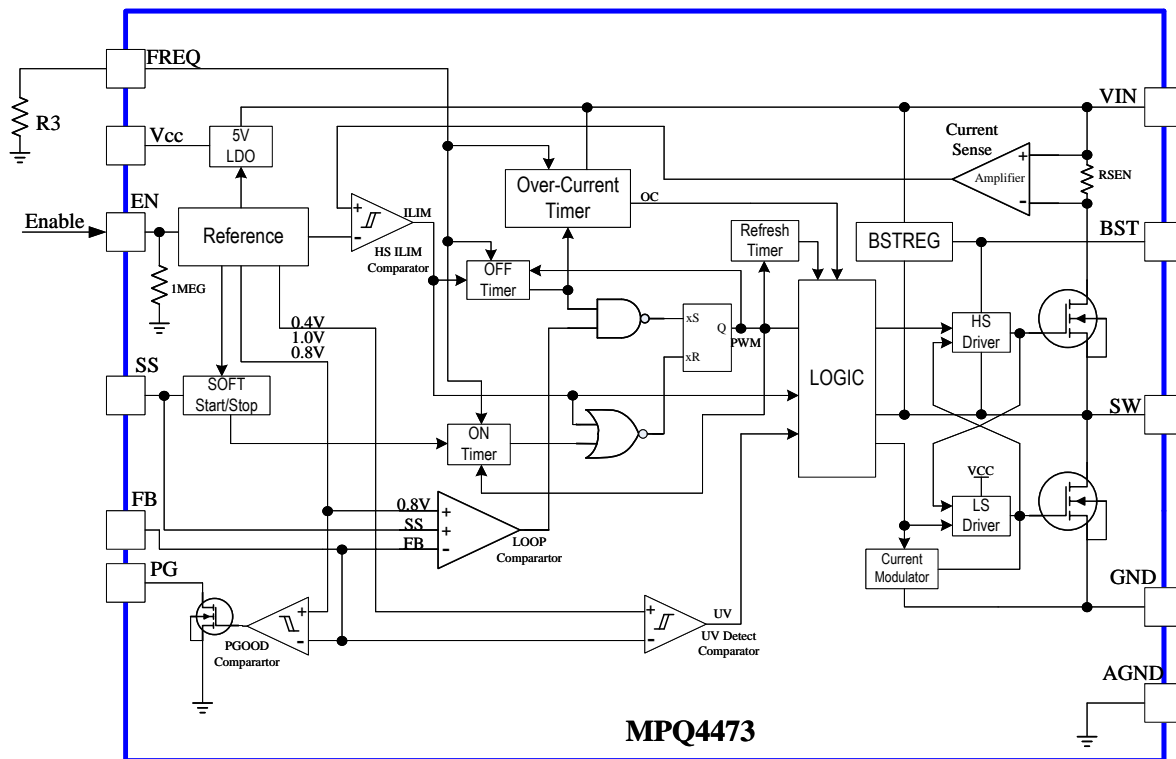 FREQ
VIN
R3
Vcc
5V
LDO
Current
Sense
+
Amplifier
-
RSEN
Over-Current
Timer
OC
EN
Enable
Reference
+
-
ILIM
HS ILIM
Comparator
Refresh
Timer
BSTREG
BST
1MEG
OFF
Timer
xS
Q
PWM
xR
HS
Driver
0.4V
1.0V
0.8V
LOGIC
SS
SOFT
Start/Stop
ON
Timer
SW
VCC
LS
Driver
FB
0.8V
+
SS
+
FB
-
LOOP
Comparartor
PG
Current
Modulator
GND
+
-
PGOOD
Comparartor
+
-
UV
UV Detect
Comparator
AGND
MPQ4473